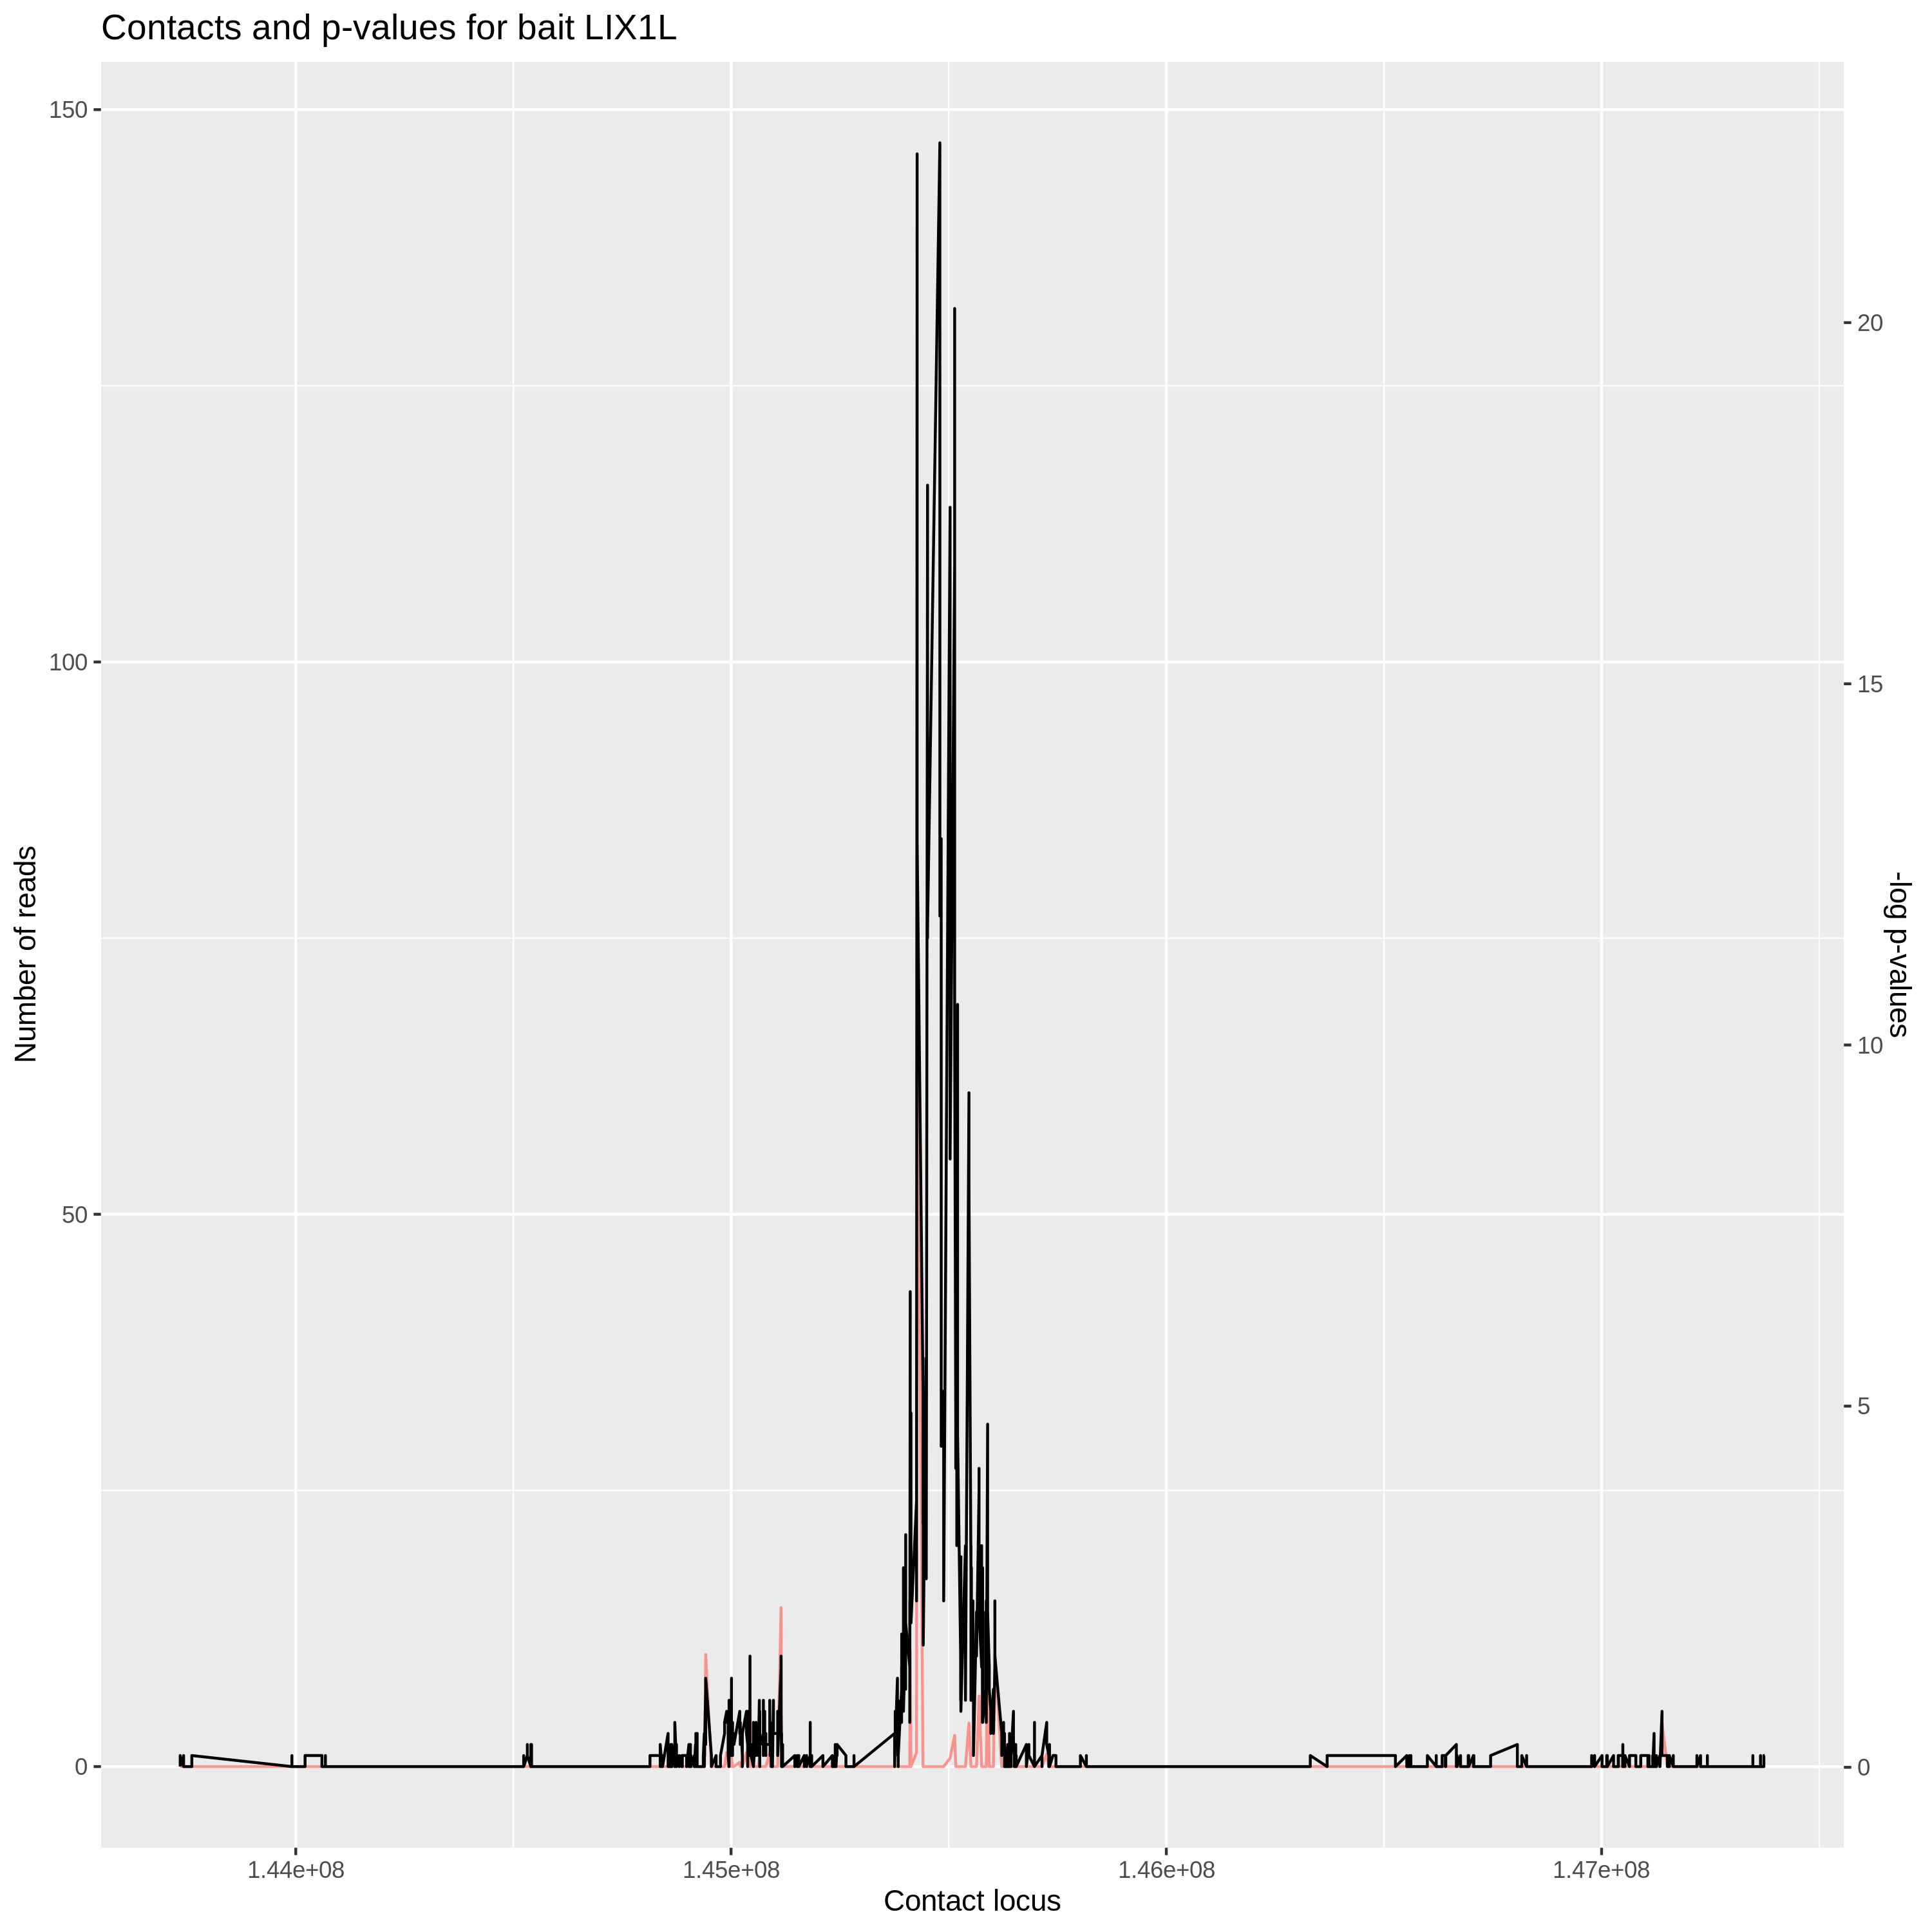 Contacts and p-values for bait LIX1L
150
100
50
0
Number of reads
20
15
10
5
0
-log p-values
1.44e+08
1.45e+08
1.46e+08
1.47e+08
Contact locus